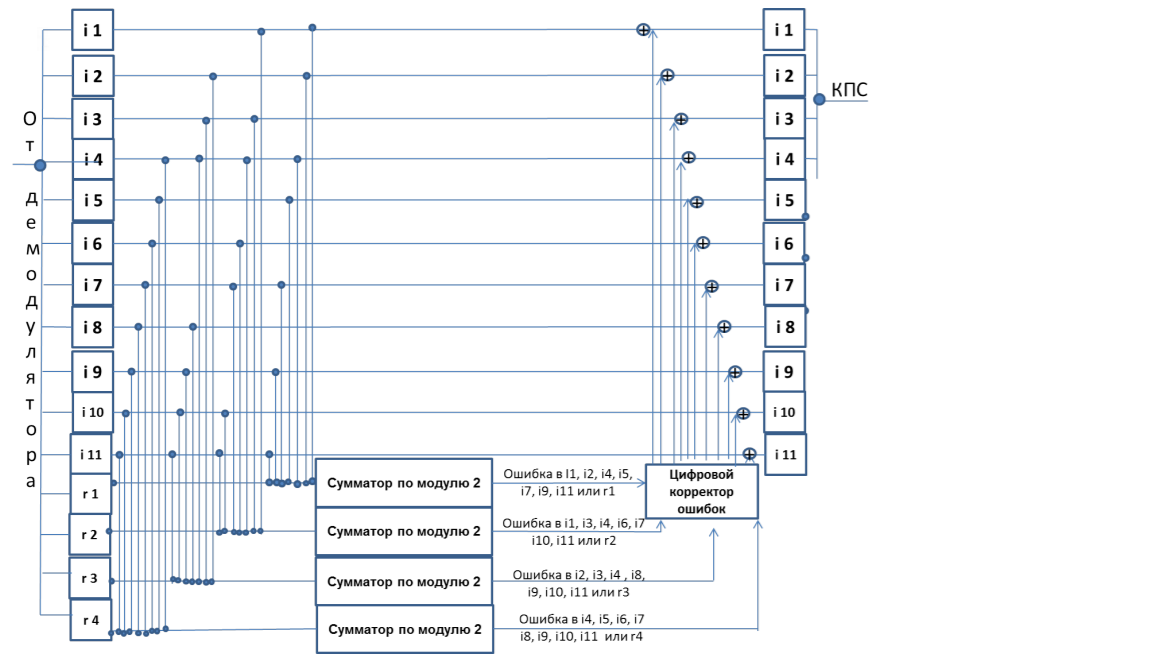 От демодулятора
i 1
i 2
i 3
i 4
i 5
i 6
i 7
i 8
i 9
i 10
i 11
r 1
r 2
r 3
r 4
Сумматор по модулю 2
Сумматор по модулю 2
Сумматор по модулю 2
Сумматор по модулю 2
Ошибка в I1, i2, i4, i5,
i7, i9, i11 или r1
Ошибка в i1, i3, i4, i6, i7
i10, i11 или r2
Ошибка в i2, i3, i4 , i8,
i9, i10, i11 или r3
Ошибка в i4, i5, i6, i7
i8, i9, i10, i11 или r4
Цифровой
корректор
ошибок
i 1
i 2
i 3
i 4
i 5
i 6
i 7
i 8
i 9
i 10
i 11
КПС